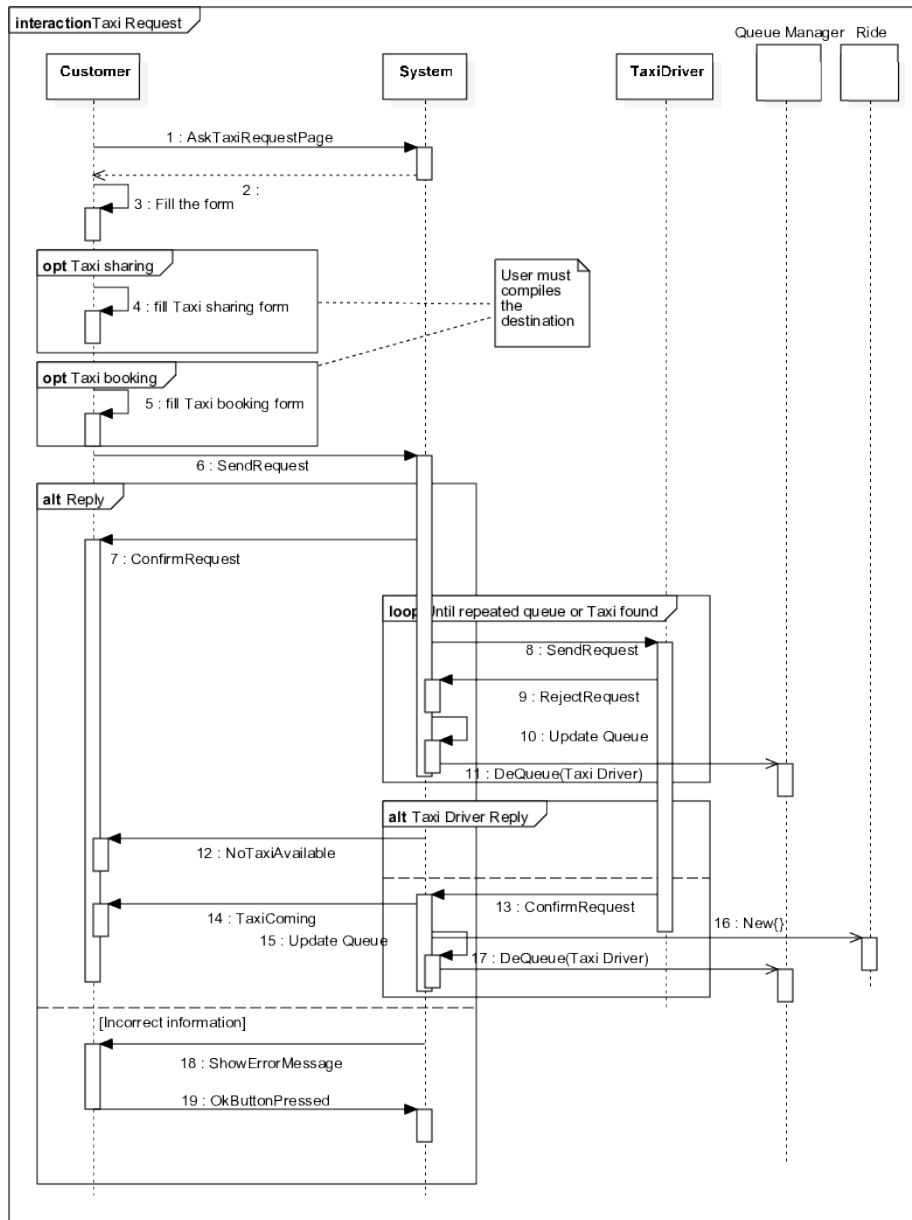 interaction Taxi Request
Queue Manager
Ride
Customer
System
TaxiDriver
1 : AskTaxiRequestPage
2 :
3 : Fill the form
opt Taxi sharing
4 : fill Taxi sharing form
User must
compiles
the
destination
opt Taxi booking
5 : fill Taxi booking form
6 : SendRequest
alt Reply
7 : ConfirmRequest
loop Until repeated queue or Taxi found
8 : SendRequest
9 : RejectRequest
10 : Update Queue
11 : DeQueue(Taxi Driver)
alt Taxi Driver Reply
12 : NoTaxiAvailable
13 : ConfirmRequest
14 : TaxiComing
16 : New{}
15 : Update Queue
17 : DeQueue(Taxi Driver)
[Incorrect information]
18 : ShowErrorMessage
19 : OkButtonPressed